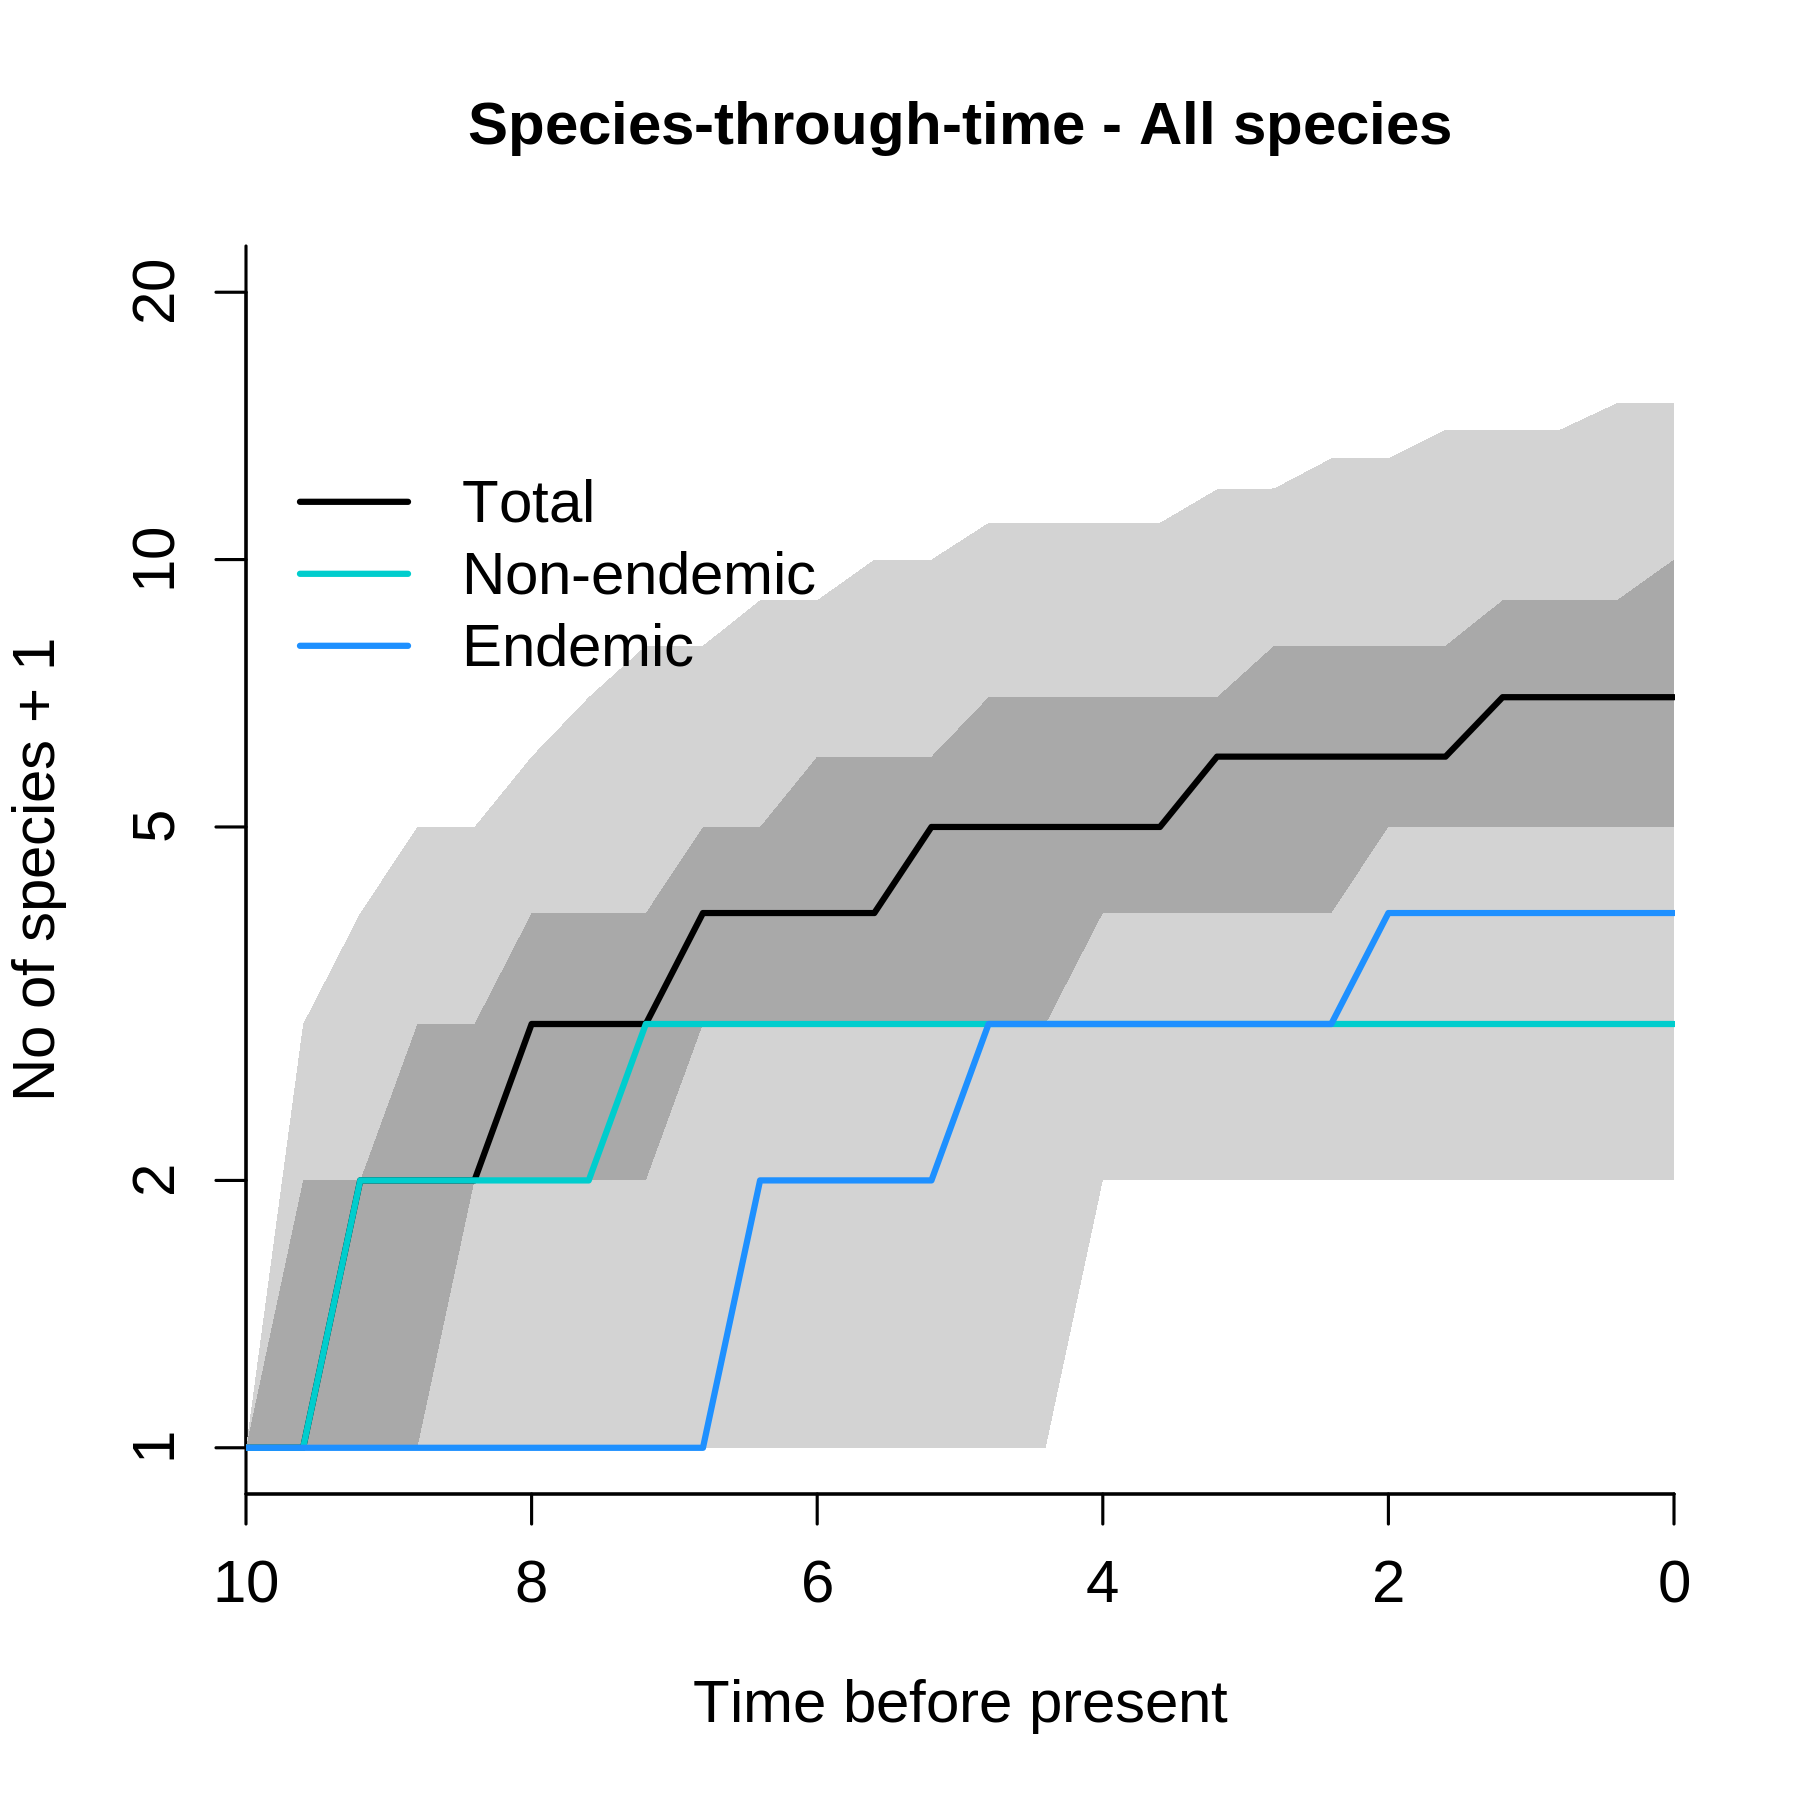 Species-through-time - All species
20
10
5
2
1
No of species + 1
Total
Non-endemic
Endemic
10 8 6 4 2 0
Time before present